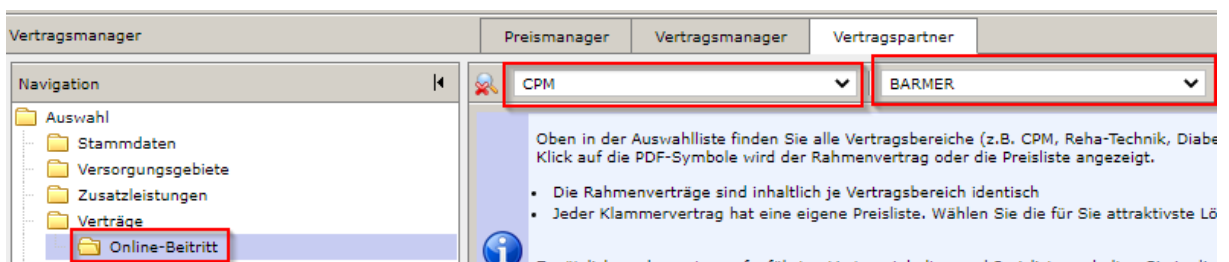 Vertragsmanager
Preismanager
Vertragsmanager
Vertragspartner
Navigation
CPM
BARMER
Auswahl
Stammdaten
Versorgungsgebiete
Zusatzleistungen
Verträge
Online-Beitritt
Oben in der Auswahlliste finden Sie alle Vertragsbereiche (z.B. CPM, Reha-Technik, Diabe
Klick auf die PDF-Symbole wird der Rahmenvertrag oder die Preisliste angezeigt.
• Die Rahmenverträge sind inhaltlich je Vertragsbereich identisch
• Jeder Klammervertrag hat eine eigene Preisliste. Wählen Sie die für Sie attraktivste Lö